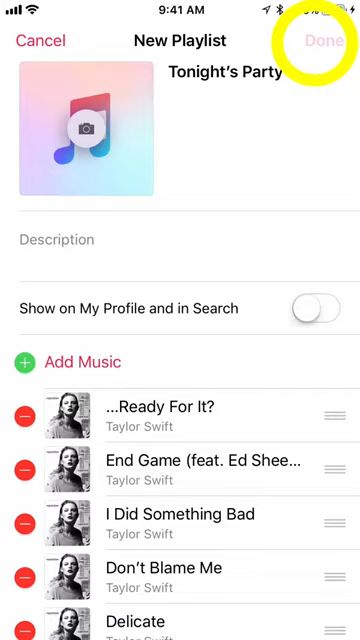 9:41 AM
Cancel
New Playlist
Done
Tonight's Party
Description
Show on My Profile and in Search
Add Music
...Ready For It?
Taylor Swift
End Game (feat. Ed Shee...
Taylor Swift
I Did Something Bad
Taylor Swift
Don't Blame Me
Taylor Swift
Delicate
Taylor Swift